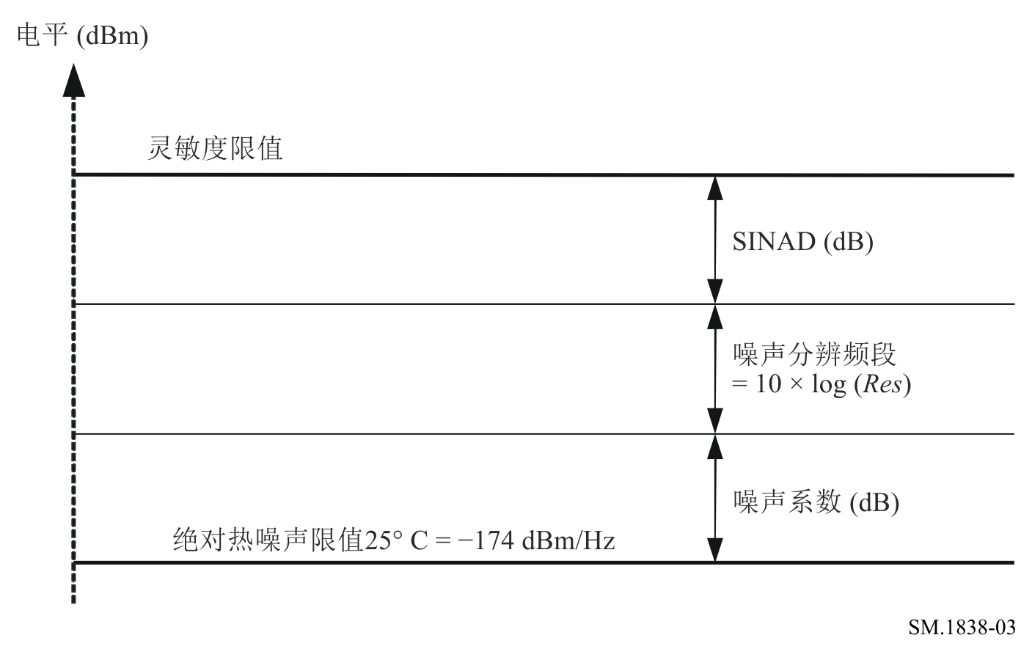 电平 (dBm)
灵敏度限值
SINAD (dB)
噪声分辨频段
= 10 × log (Res)
噪声系数 (dB)
绝对热噪声限值25° C = −174 dBm/Hz
SM.1838-03